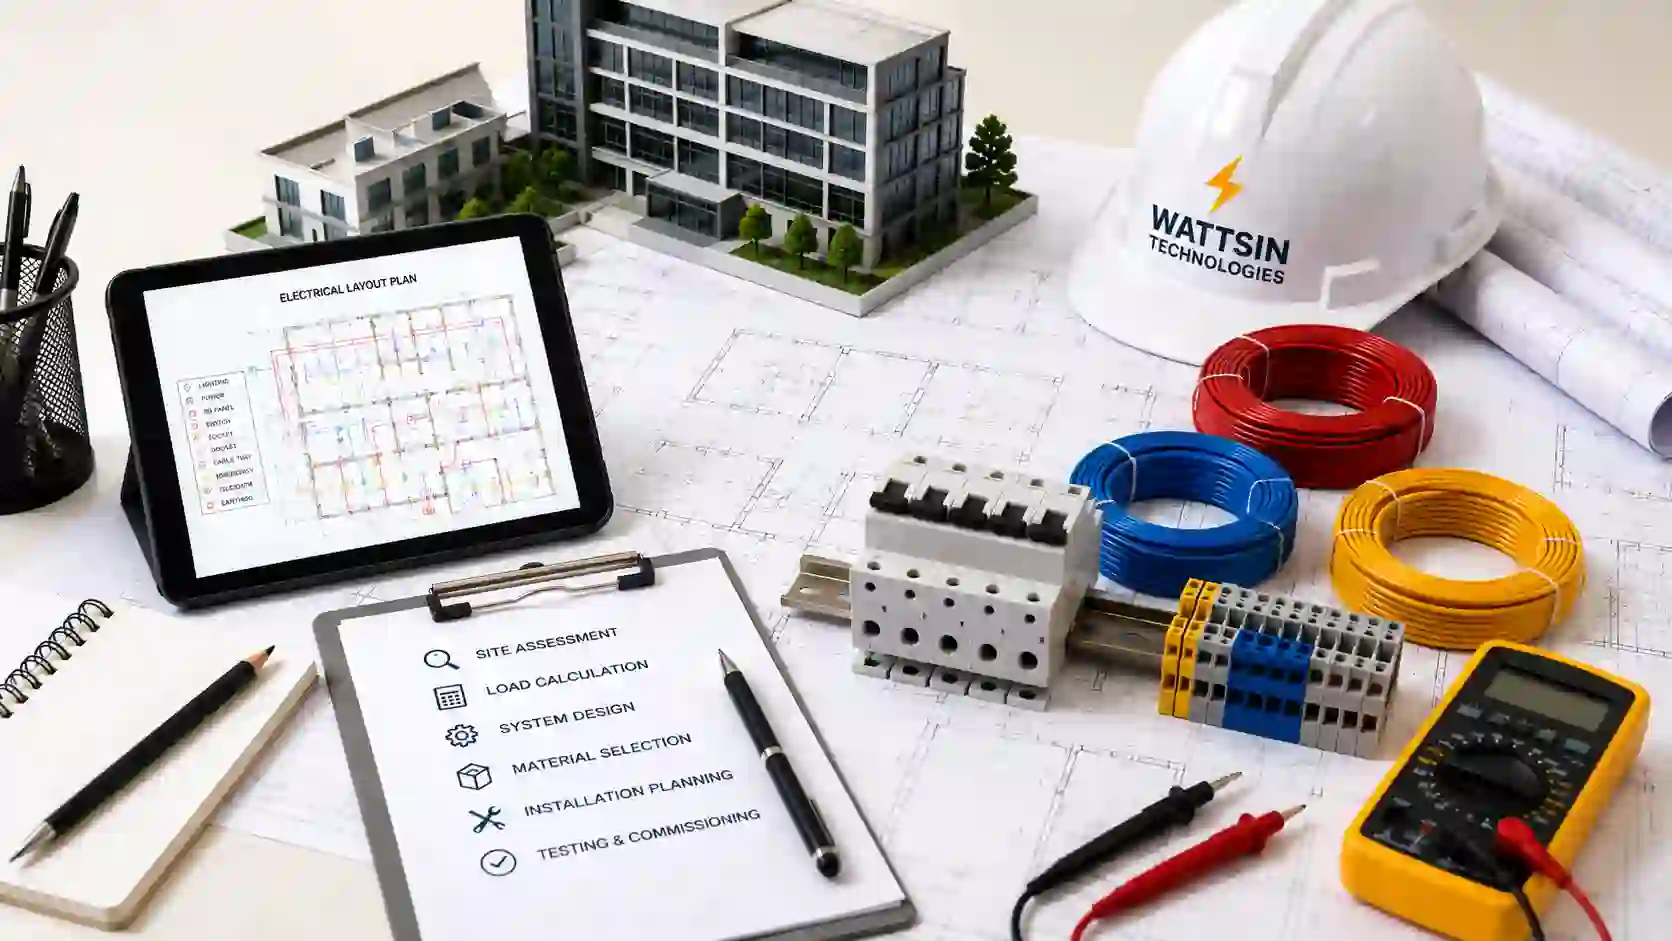 WATTSIN
TECHNOLOGIES
ELECTRICAL LAYOUT PLAN
LIGHTING
POWER
SWITCH
SOCKET
EARTHING
SITE ASSESSMENT
LOAD CALCULATION
SYSTEM DESIGN
MATERIAL SELECTION
INSTALLATION PLANNING
TESTING & COMMISSIONING